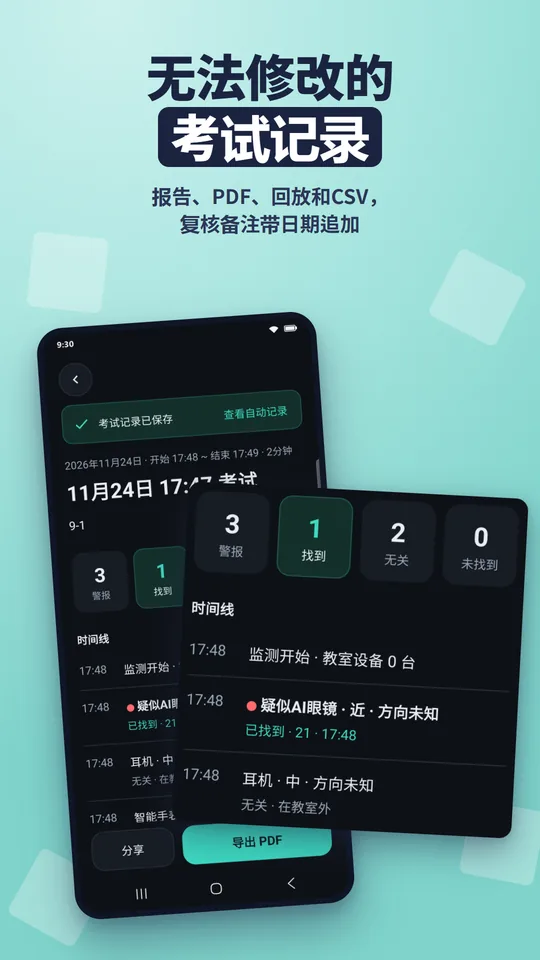 无法修改的
考试记录
报告、PDF、回放和CSV，
复核备注带日期追加
9:30
考试记录已保存
查看自动记录
2026年11月24日 · 开始 17:48 ~ 结束 17:49 · 2分钟
11月24日 17:47 考试
9-1
3
警报
1
找到
时间线
17:48
监测开始 ·
17:48
疑似AI眼
已找到 · 21
17:48
耳机 · 中
无关 · 在
17:48
智能手
分享
导出 PDF
3
警报
1
找到
2
无关
0
未找到
时间线
17:48
监测开始 · 教室设备 0 台
17:48
疑似AI眼镜 · 近 · 方向未知
已找到 · 21 · 17:48
17:48
耳机 · 中 · 方向未知
无关 · 在教室外